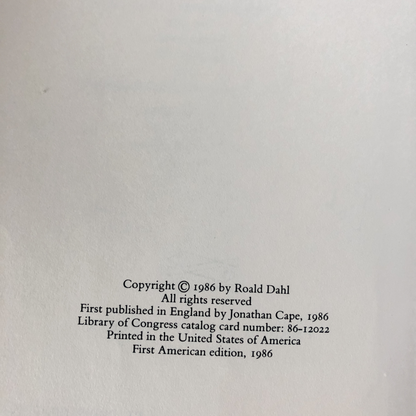 Copyright © 1986 by Roald Dahl
All rights reserved
First published in England by Jonathan Cape, 1986
Library of Congress catalog card number: 86-12022
Printed in the United States of America
First American edition, 1986